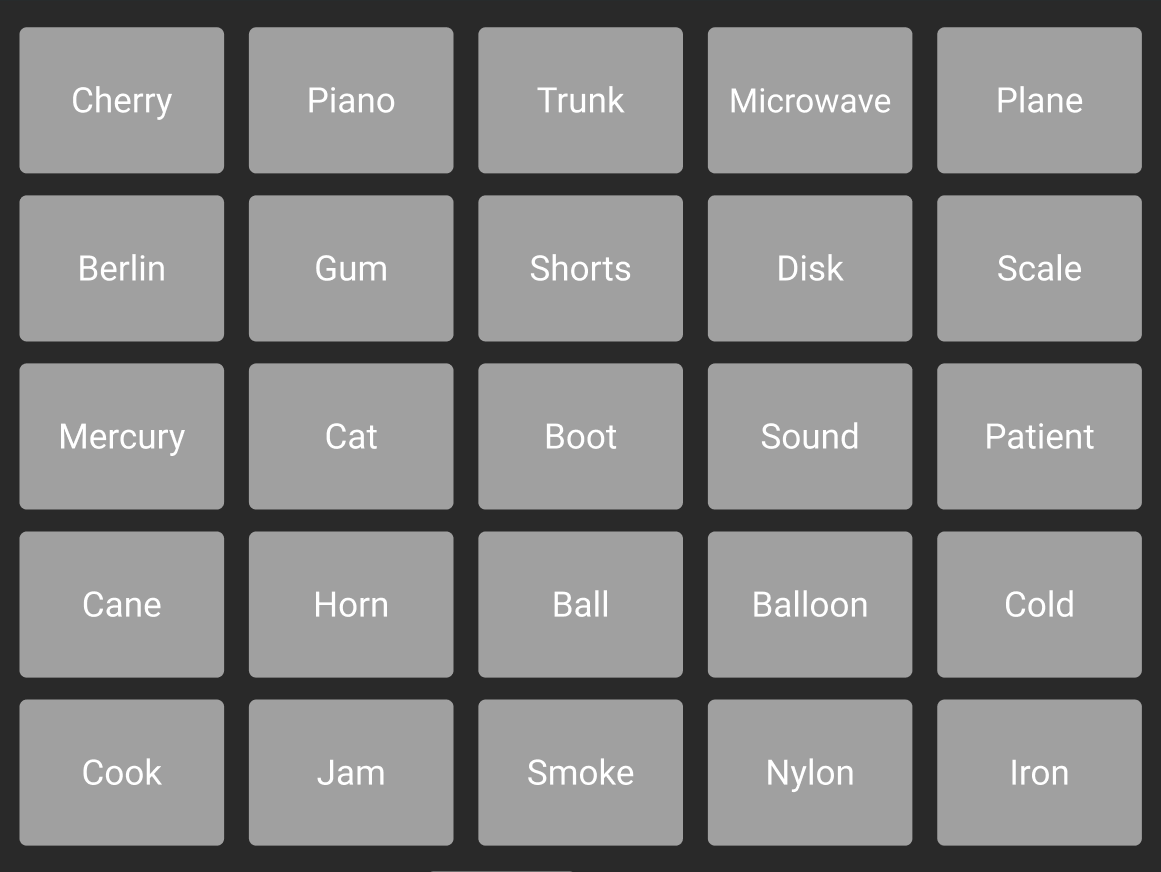 Cherry Piano Trunk Microwave Plane
Berlin Gum Shorts Disk Scale
Mercury Cat Boot Sound Patient
Cane Horn Ball Balloon Cold
Cook Jam Smoke Nylon Iron